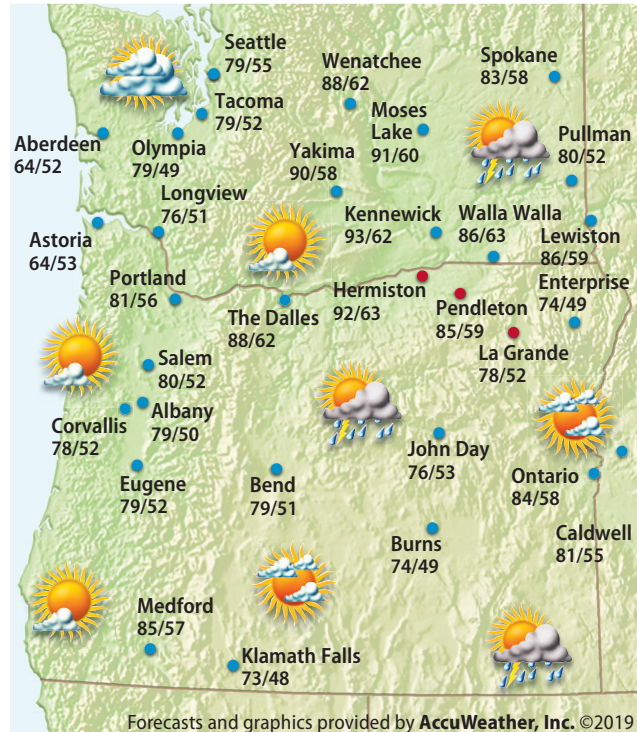 Seattle
79/55
Wenatchee
88/62
Spokane
83/58
Tacoma
79/52
Moses
Lake
91/60
Aberdeen
64/52
Olympia
79/49
Pullman
80/52
Yakima
90/58
Longview
76/51
Kennewick
93/62
Walla Walla
86/63
Lewiston
86/59
Astoria
64/53
Portland
81/56
The Dalles
88/62
Hermiston
92/63
Pendleton
85/59
Enterprise
74/49
La Grande
78/52
Salem
80/52
Albany
79/50
Corvallis
78/52
John Day
76/53
Eugene
79/52
Bend
79/51
Ontario
84/58
Burns
74/49
Caldwell
81/55
Medford
85/57
Klamath Falls
73/48
Forecasts and graphics provided by AccuWeather, Inc. ©2019